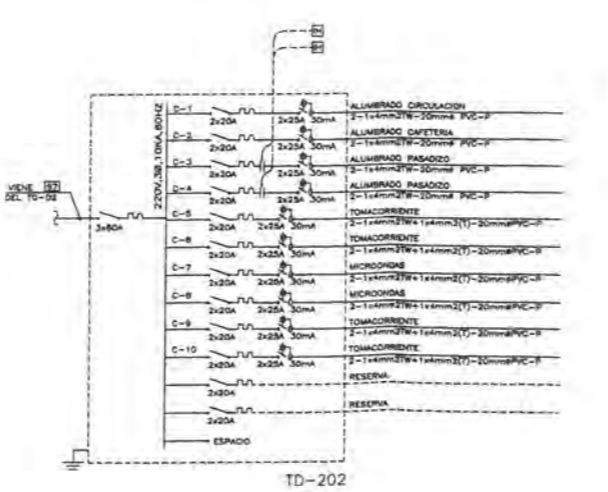 C-1
2x20A
2x25A 30mA
ALUMBRADO CIRCULACION
2-1x4mm2TW-20mmø PVC-P
C-2
2x20A
2x25A 30mA
ALUMBRADO CAFETERIA
2-1x4mm2TW-20mmø PVC-P
C-3
2x20A
2x25A 30mA
ALUMBRADO PASADIZO
2-1x4mm2TW-20mmø PVC-P
C-4
2x20A
2x25A 30mA
ALUMBRADO PASADIZO
2-1x4mm2TW-20mmø PVC-P
VIENE
DEL TG-02
3x60A
220V,3Ø,10KA,60HZ
C-5
2x20A
2x25A 30mA
TOMACORRIENTE
2-1x4mm2TW+1x4mm2(T)-20mmøPVC-P
C-6
2x20A
2x25A 30mA
TOMACORRIENTE
2-1x4mm2TW+1x4mm2(T)-20mmøPVC-P
C-7
2x20A
2x25A 30mA
MICROONDAS
2-1x4mm2TW+1x4mm2(T)-20mmøPVC-P
C-8
2x20A
2x25A 30mA
MICROONDAS
2-1x4mm2TW+1x4mm2(T)-20mmøPVC-P
C-9
2x20A
2x25A 30mA
TOMACORRIENTE
2-1x4mm2TW+1x4mm2(T)-20mmøPVC-P
C-10
2x20A
2x25A 30mA
TOMACORRIENTE
2-1x4mm2TW+1x4mm2(T)-20mmøPVC-P
2x20A
RESERVA
2x20A
RESERVA
ESPACIO
TD-202